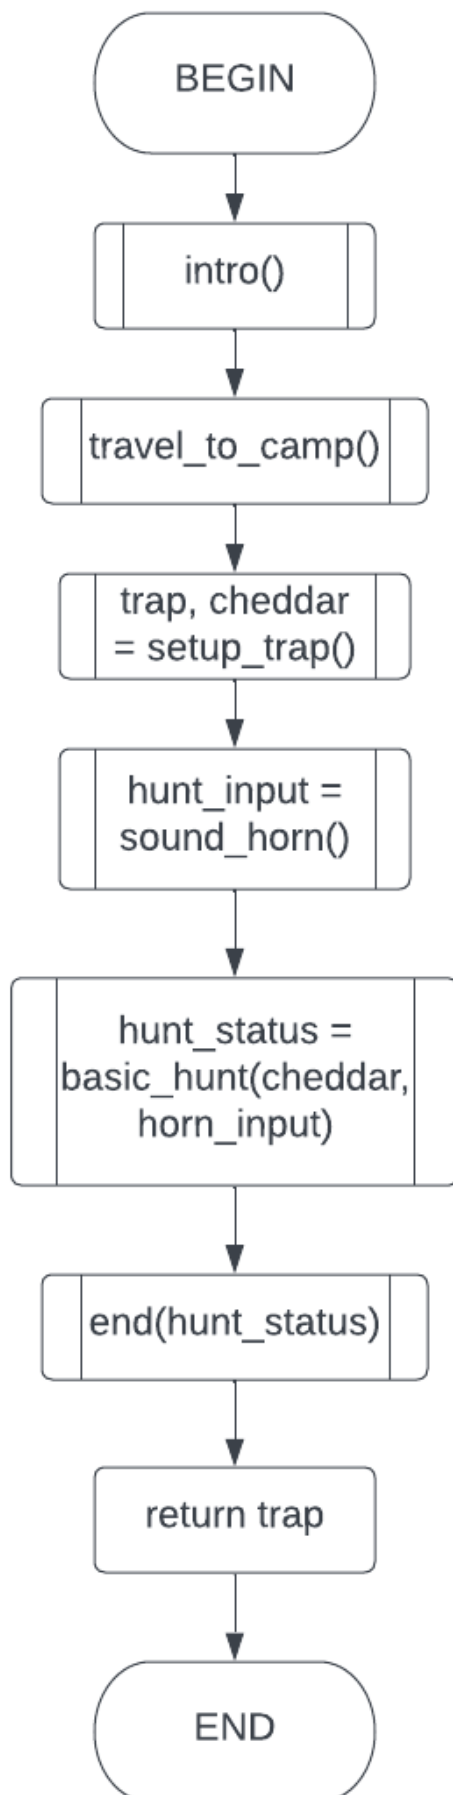 BEGIN
intro()
travel_to_camp()
trap, cheddar
= setup_trap()
hunt_input =
sound_horn()
hunt_status =
basic_hunt(cheddar,
horn_input)
end(hunt_status)
return trap
END